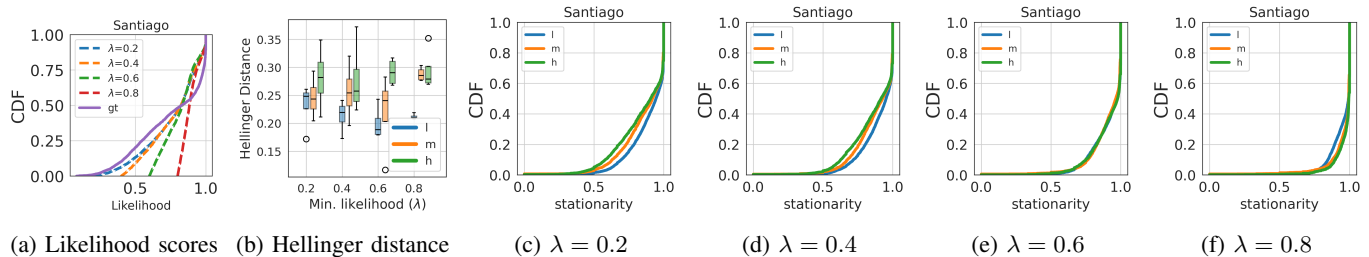 Santiago
CDF
1.00
0.75
0.50
0.25
0.00
λ=0.2
λ=0.4
λ=0.6
λ=0.8
gt
0.0
0.5
1.0
Likelihood
(a) Likelihood scores
Hellinger Distance
0.35
0.30
0.25
0.20
0.15
l
m
h
0.2 0.4 0.6 0.8
Min. likelihood (λ)
(b) Hellinger distance
Santiago
CDF
1.0
0.8
0.6
0.4
0.2
0.0
l
m
h
0.0 0.5 1.0
stationarity
(c) λ = 0.2
Santiago
CDF
1.0
0.8
0.6
0.4
0.2
0.0
l
m
h
0.0 0.5 1.0
stationarity
(d) λ = 0.4
Santiago
CDF
1.0
0.8
0.6
0.4
0.2
0.0
l
m
h
0.0 0.5 1.0
stationarity
(e) λ = 0.6
Santiago
CDF
1.0
0.8
0.6
0.4
0.2
0.0
l
m
h
0.0 0.5 1.0
stationarity
(f) λ = 0.8